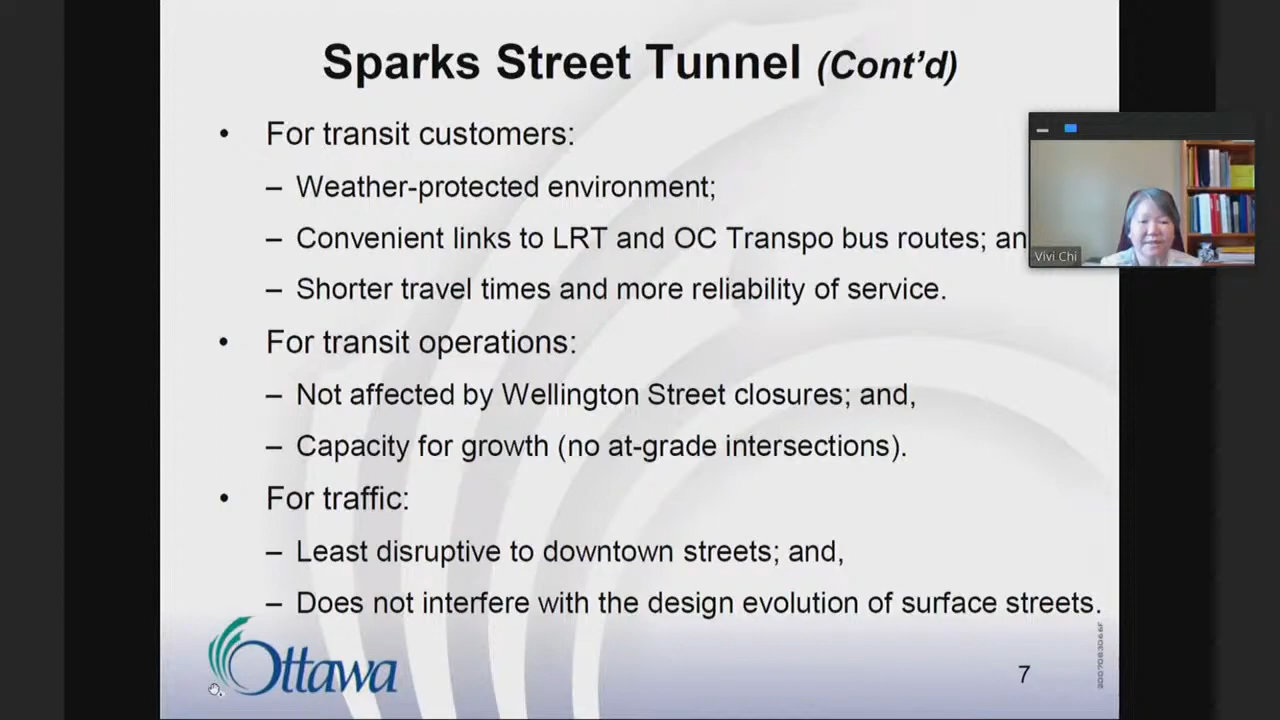 Sparks Street Tunnel (Cont’d)
• For transit customers:
– Weather-protected environment;
– Convenient links to LRT and OC Transpo bus routes; an
– Shorter travel times and more reliability of service.
• For transit operations:
– Not affected by Wellington Street closures; and,
– Capacity for growth (no at-grade intersections).
• For traffic:
– Least disruptive to downtown streets; and,
– Does not interfere with the design evolution of surface streets.
Vivi Chi
Ottawa
7